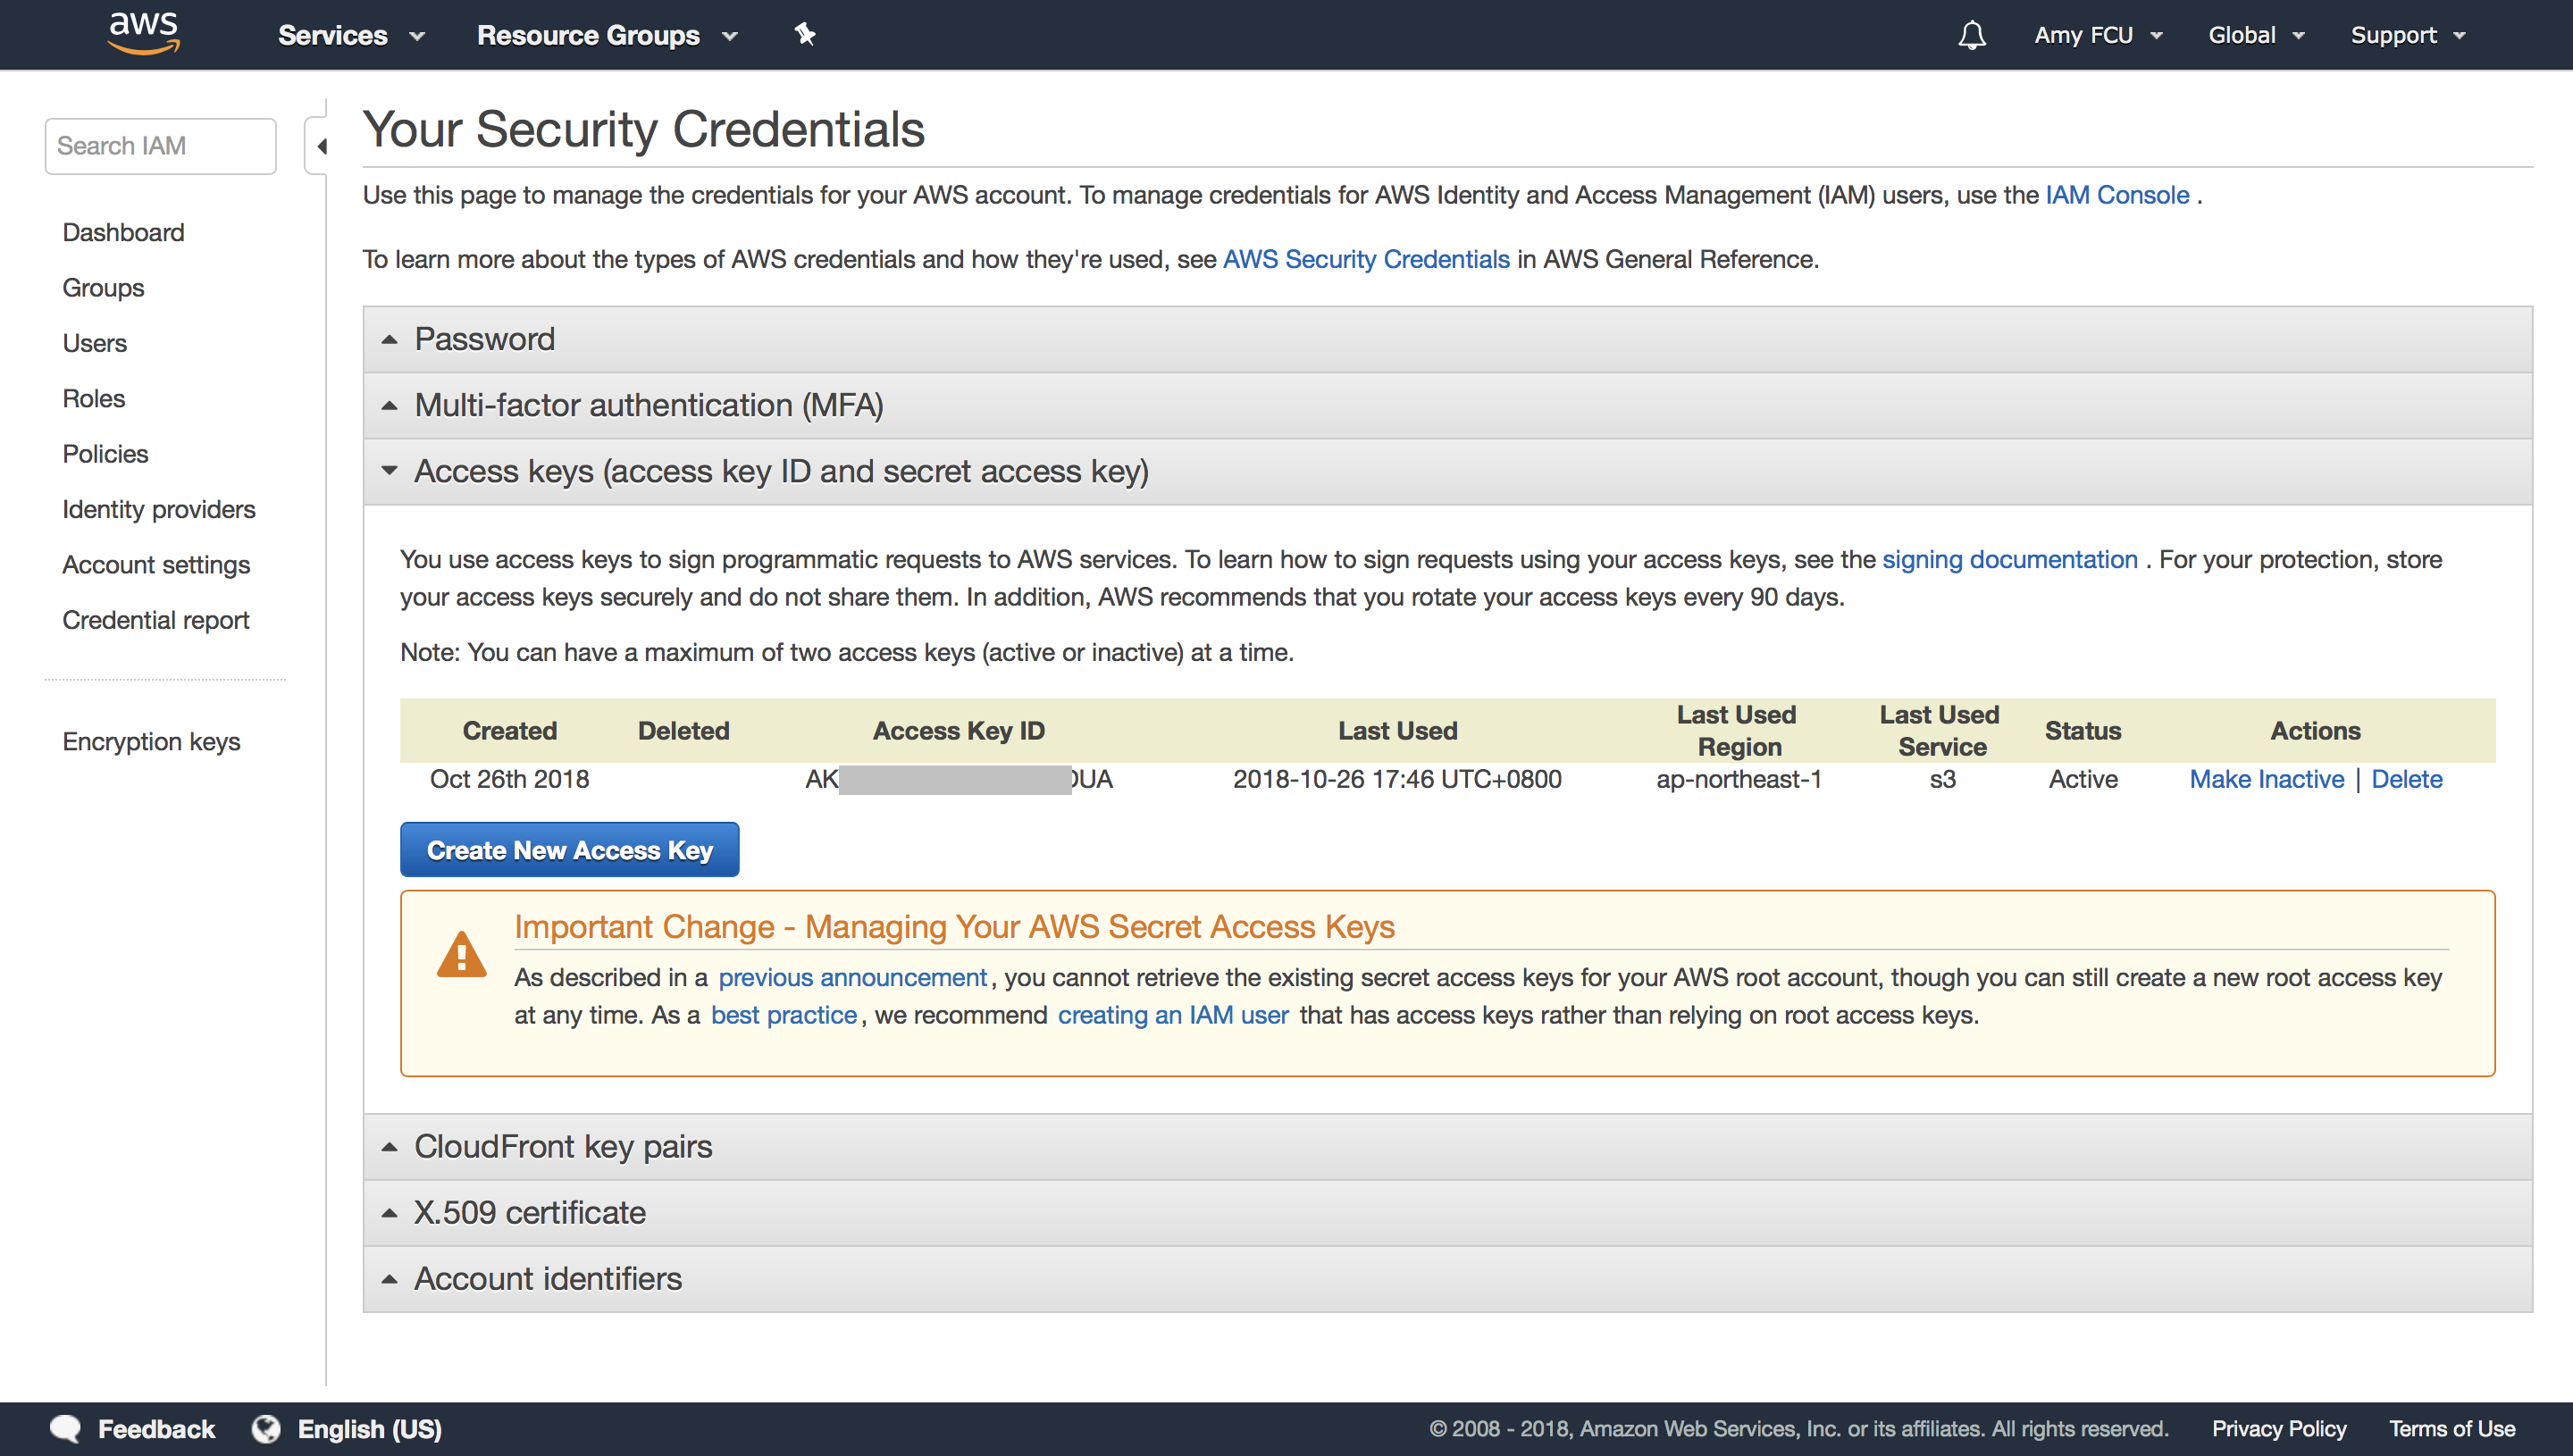 aws Services Resource Groups Amy FCU Global Support
Search IAM
Dashboard
Groups
Users
Roles
Policies
Identity providers
Account settings
Credential report
Encryption keys
Your Security Credentials
Use this page to manage the credentials for your AWS account. To manage credentials for AWS Identity and Access Management (IAM) users, use the IAM Console .
To learn more about the types of AWS credentials and how they're used, see AWS Security Credentials in AWS General Reference.
Password
Multi-factor authentication (MFA)
Access keys (access key ID and secret access key)
You use access keys to sign programmatic requests to AWS services. To learn how to sign requests using your access keys, see the signing documentation . For your protection, store
your access keys securely and do not share them. In addition, AWS recommends that you rotate your access keys every 90 days.
Note: You can have a maximum of two access keys (active or inactive) at a time.
Created Deleted Access Key ID Last Used Last Used Region Last Used Service Status Actions
Oct 26th 2018 AK UA 2018-10-26 17:46 UTC+0800 ap-northeast-1 s3 Active Make Inactive | Delete
Create New Access Key
Important Change - Managing Your AWS Secret Access Keys
As described in a previous announcement, you cannot retrieve the existing secret access keys for your AWS root account, though you can still create a new root access key
at any time. As a best practice, we recommend creating an IAM user that has access keys rather than relying on root access keys.
CloudFront key pairs
X.509 certificate
Account identifiers
Feedback English (US) © 2008 - 2018, Amazon Web Services, Inc. or its affiliates. All rights reserved. Privacy Policy Terms of Use